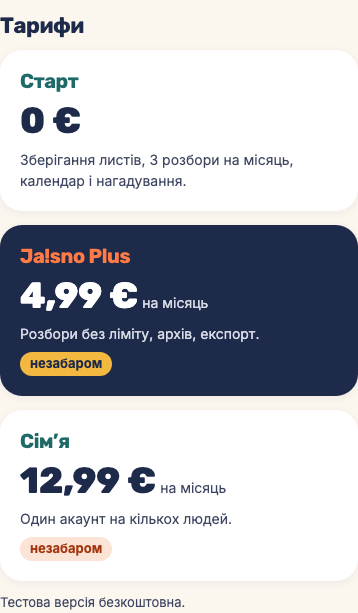 Тарифи
Старт
0 €
Зберігання листів, 3 розбори на місяць,
календар і нагадування.
Ja!sno Plus
4,99 € на місяць
Розбори без ліміту, архів, експорт.
незабаром
Сім’я
12,99 € на місяць
Один акаунт на кількох людей.
незабаром
Тестова версія безкоштовна.